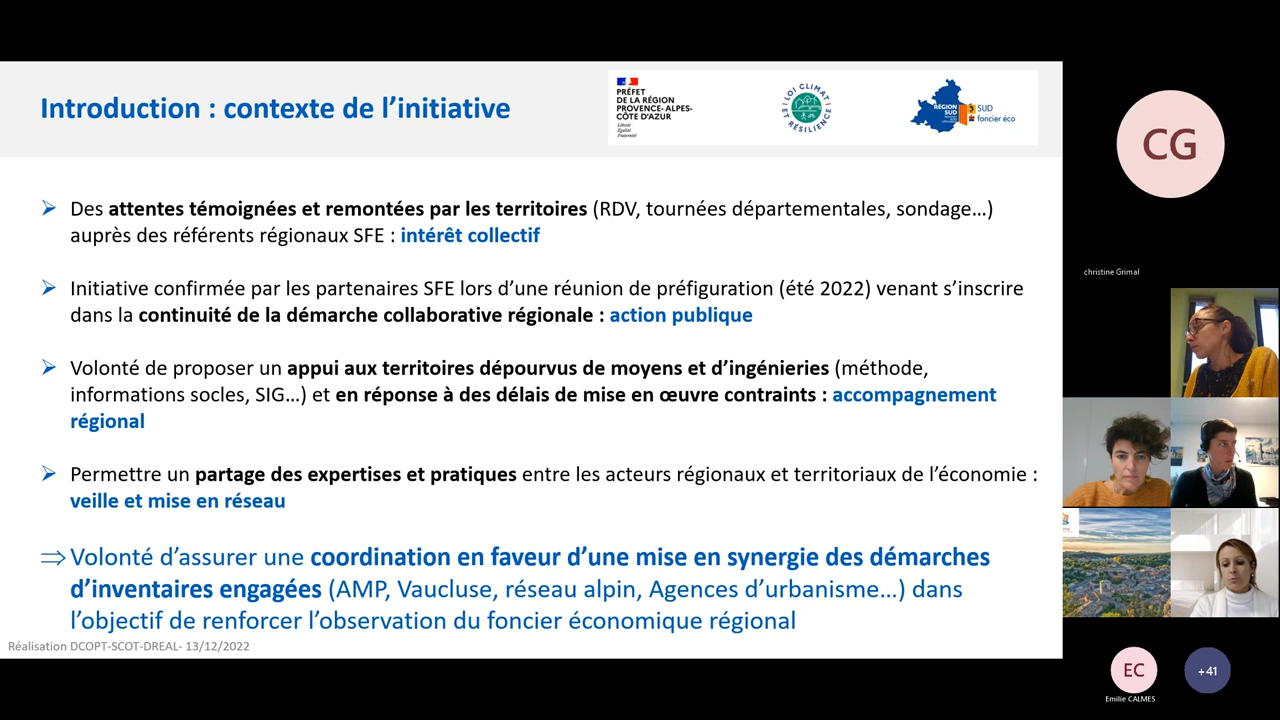 Introduction : contexte de l'initiative
PRÉFET
DE LA RÉGION
PROVENCE-ALPES-
CÔTE D'AZUR
Liberté
Égalité
Fraternité
LOI CLIMAT
ET RÉSILIENCE
RÉGION
SUD
SUD
foncier éco
CG
christine Grimal
Des attentes témoignées et remontées par les territoires (RDV, tournées départementales, sondage…)
auprès des référents régionaux SFE : intérêt collectif
Initiative confirmée par les partenaires SFE lors d'une réunion de préfiguration (été 2022) venant s'inscrire
dans la continuité de la démarche collaborative régionale : action publique
Volonté de proposer un appui aux territoires dépourvus de moyens et d'ingénieries (méthode,
informations socles, SIG…) et en réponse à des délais de mise en œuvre contraints : accompagnement
régional
Permettre un partage des expertises et pratiques entre les acteurs régionaux et territoriaux de l'économie :
veille et mise en réseau
⇒ Volonté d'assurer une coordination en faveur d'une mise en synergie des démarches
d'inventaires engagées (AMP, Vaucluse, réseau alpin, Agences d'urbanisme…) dans
l'objectif de renforcer l'observation du foncier économique régional
Réalisation DCOPT-SCOT-DREAL- 13/12/2022
EC
Emilie CALMES
+41